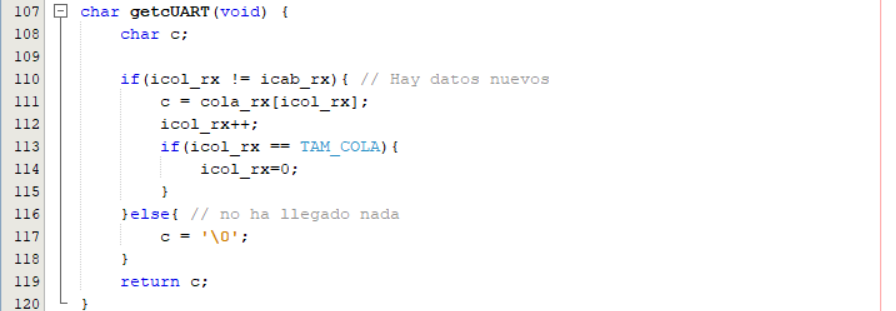 107 char getcUART(void) {
108     char c;
109
110     if(icol_rx != icab_rx){ // Hay datos nuevos
111         c = cola_rx[icol_rx];
112         icol_rx++;
113         if(icol_rx == TAM_COLA){
114             icol_rx=0;
115         }
116     }else{ // no ha llegado nada
117         c = '\0';
118     }
119     return c;
120 }